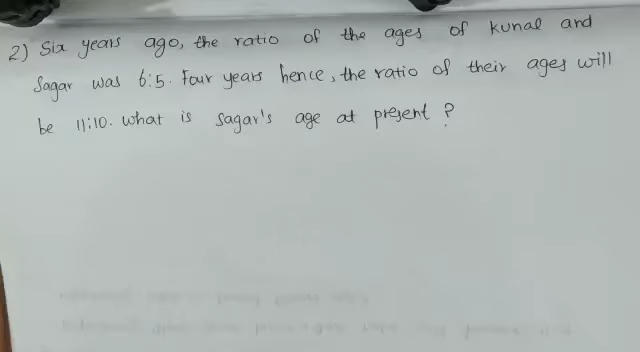 2) Six years ago, the ratio of the ages of kunal and
Sagar was 6:5. Four years hence, the ratio of their ages will
be 11:10. what is sagar's age at present ?